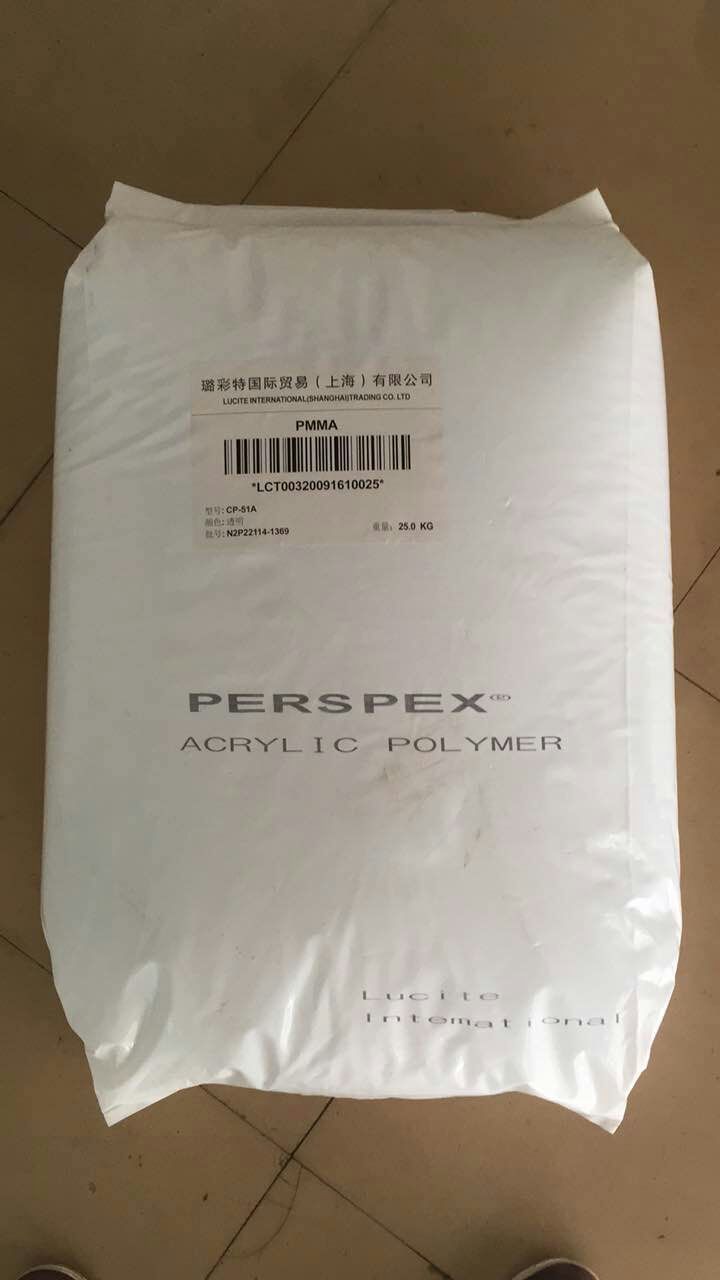 璐彩特国际贸易（上海）有限公司
LUCITE INTERNATIONAL(SHANGHAI)TRADING CO. LTD
PMMA
*LCT00320091610025*
型号: CP-51A
颜色: 透明
批号: N2P22114-1369 重量: 25.0 KG
PERSPEX®
ACRYLIC POLYMER
Lucite
International